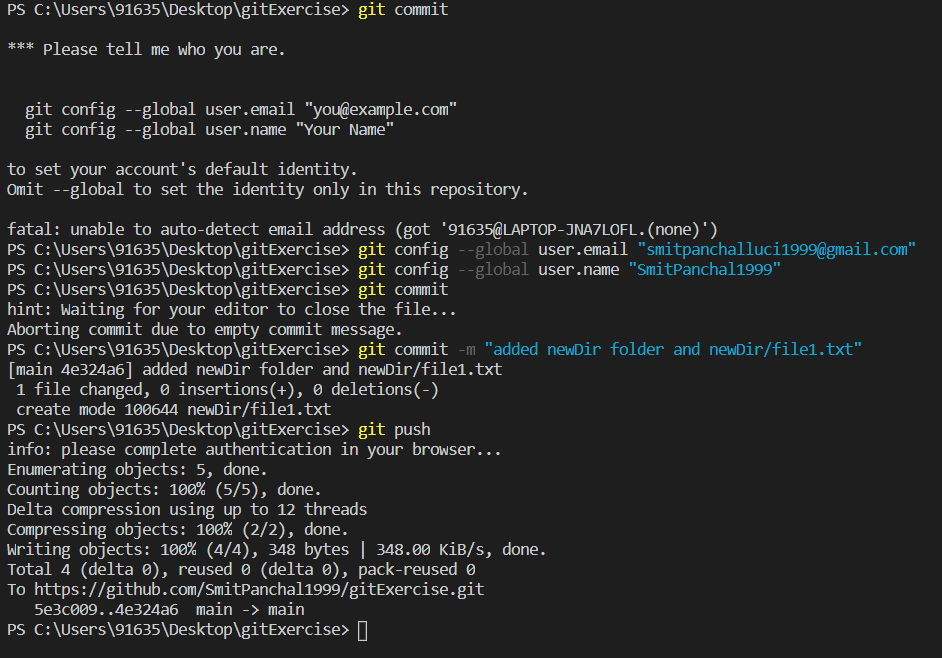 PS C:\Users\91635\Desktop\gitExercise> git commit
*** Please tell me who you are.
git config --global user.email "you@example.com"
git config --global user.name "Your Name"
to set your account's default identity.
Omit --global to set the identity only in this repository.
fatal: unable to auto-detect email address (got '91635@LAPTOP-JNA7LOFL.(none)')
PS C:\Users\91635\Desktop\gitExercise> git config --global user.email "smitpanchalluci1999@gmail.com"
PS C:\Users\91635\Desktop\gitExercise> git config --global user.name "SmitPanchal1999"
PS C:\Users\91635\Desktop\gitExercise> git commit
hint: Waiting for your editor to close the file...
Aborting commit due to empty commit message.
PS C:\Users\91635\Desktop\gitExercise> git commit -m "added newDir folder and newDir/file1.txt"
[main 4e324a6] added newDir folder and newDir/file1.txt
1 file changed, 0 insertions(+), 0 deletions(-)
create mode 100644 newDir/file1.txt
PS C:\Users\91635\Desktop\gitExercise> git push
info: please complete authentication in your browser...
Enumerating objects: 5, done.
Counting objects: 100% (5/5), done.
Delta compression using up to 12 threads
Compressing objects: 100% (2/2), done.
Writing objects: 100% (4/4), 348 bytes | 348.00 KiB/s, done.
Total 4 (delta 0), reused 0 (delta 0), pack-reused 0
To https://github.com/SmitPanchal1999/gitExercise.git
5e3c009..4e324a6  main -> main
PS C:\Users\91635\Desktop\gitExercise>